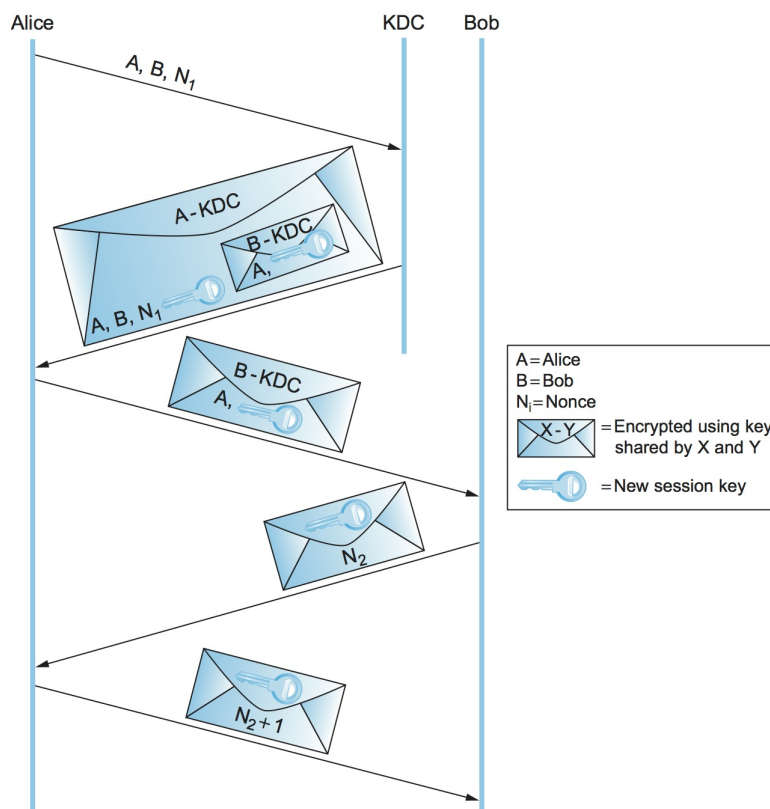 Alice
KDC
Bob
A, B, N₁
A-KDC
B-KDC
A,
A, B, N₁
B-KDC
A,
A=Alice
B=Bob
Nᵢ=Nonce
X-Y
=Encrypted using key
shared by X and Y
=New session key
N₂
N₂+1